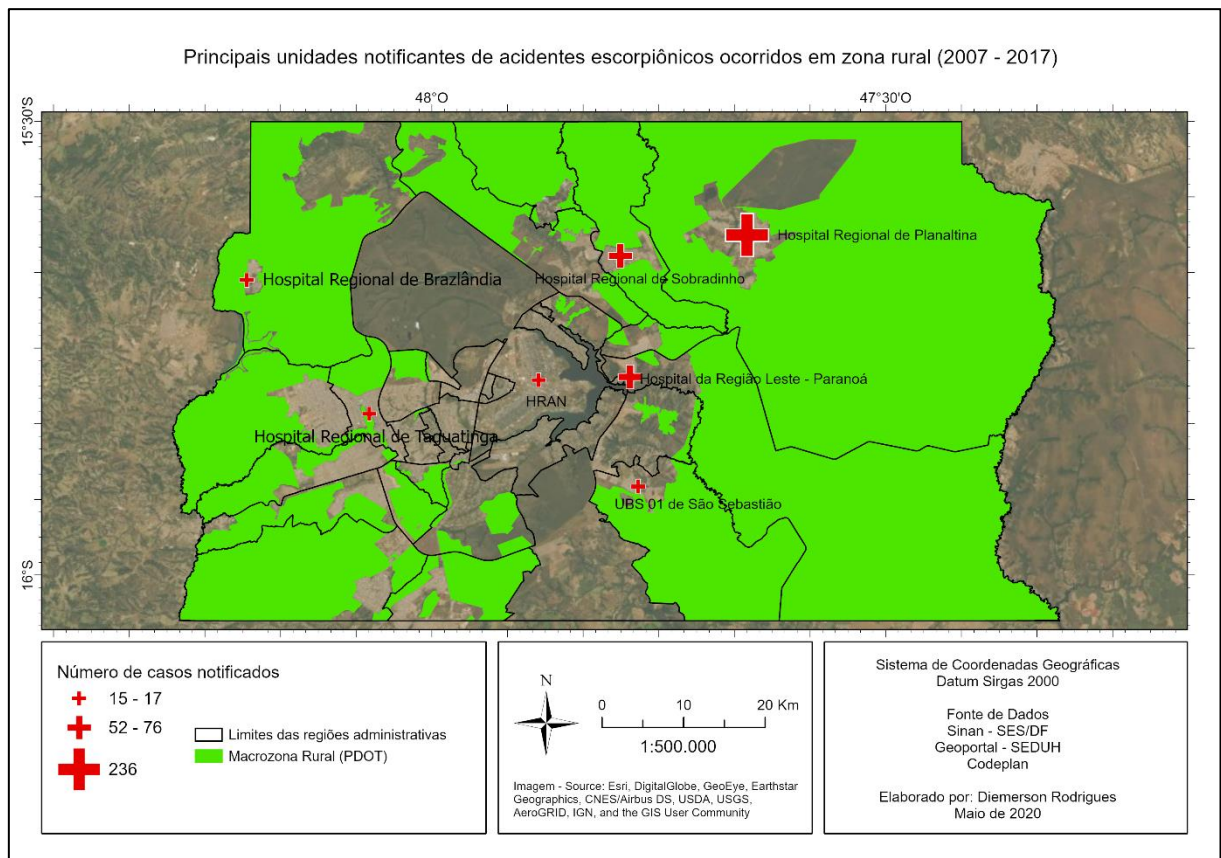 Principais unidades notificantes de acidentes escorpiônicos ocorridos em zona rural (2007 - 2017)
48°O
47°30'O
15°30'S
Hospital Regional de Planaltina
Hospital Regional de Sobradinho
Hospital Regional de Brazlândia
Hospital da Região Leste - Paranoá
HRAN
Hospital Regional de Taguatinga
UBS 01 de São Sebastião
16°S
Número de casos notificados
15 - 17
52 - 76
236
Limites das regiões administrativas
Macrozona Rural (PDOT)
N
0 10 20 Km
1:500.000
Imagem - Source: Esri, DigitalGlobe, GeoEye, Earthstar
Geographics, CNES/Airbus DS, USDA, USGS,
AeroGRID, IGN, and the GIS User Community
Sistema de Coordenadas Geográficas
Datum Sirgas 2000
Fonte de Dados
Sinan - SES/DF
Geoportal - SEDUH
Codeplan
Elaborado por: Diemerson Rodrigues
Maio de 2020